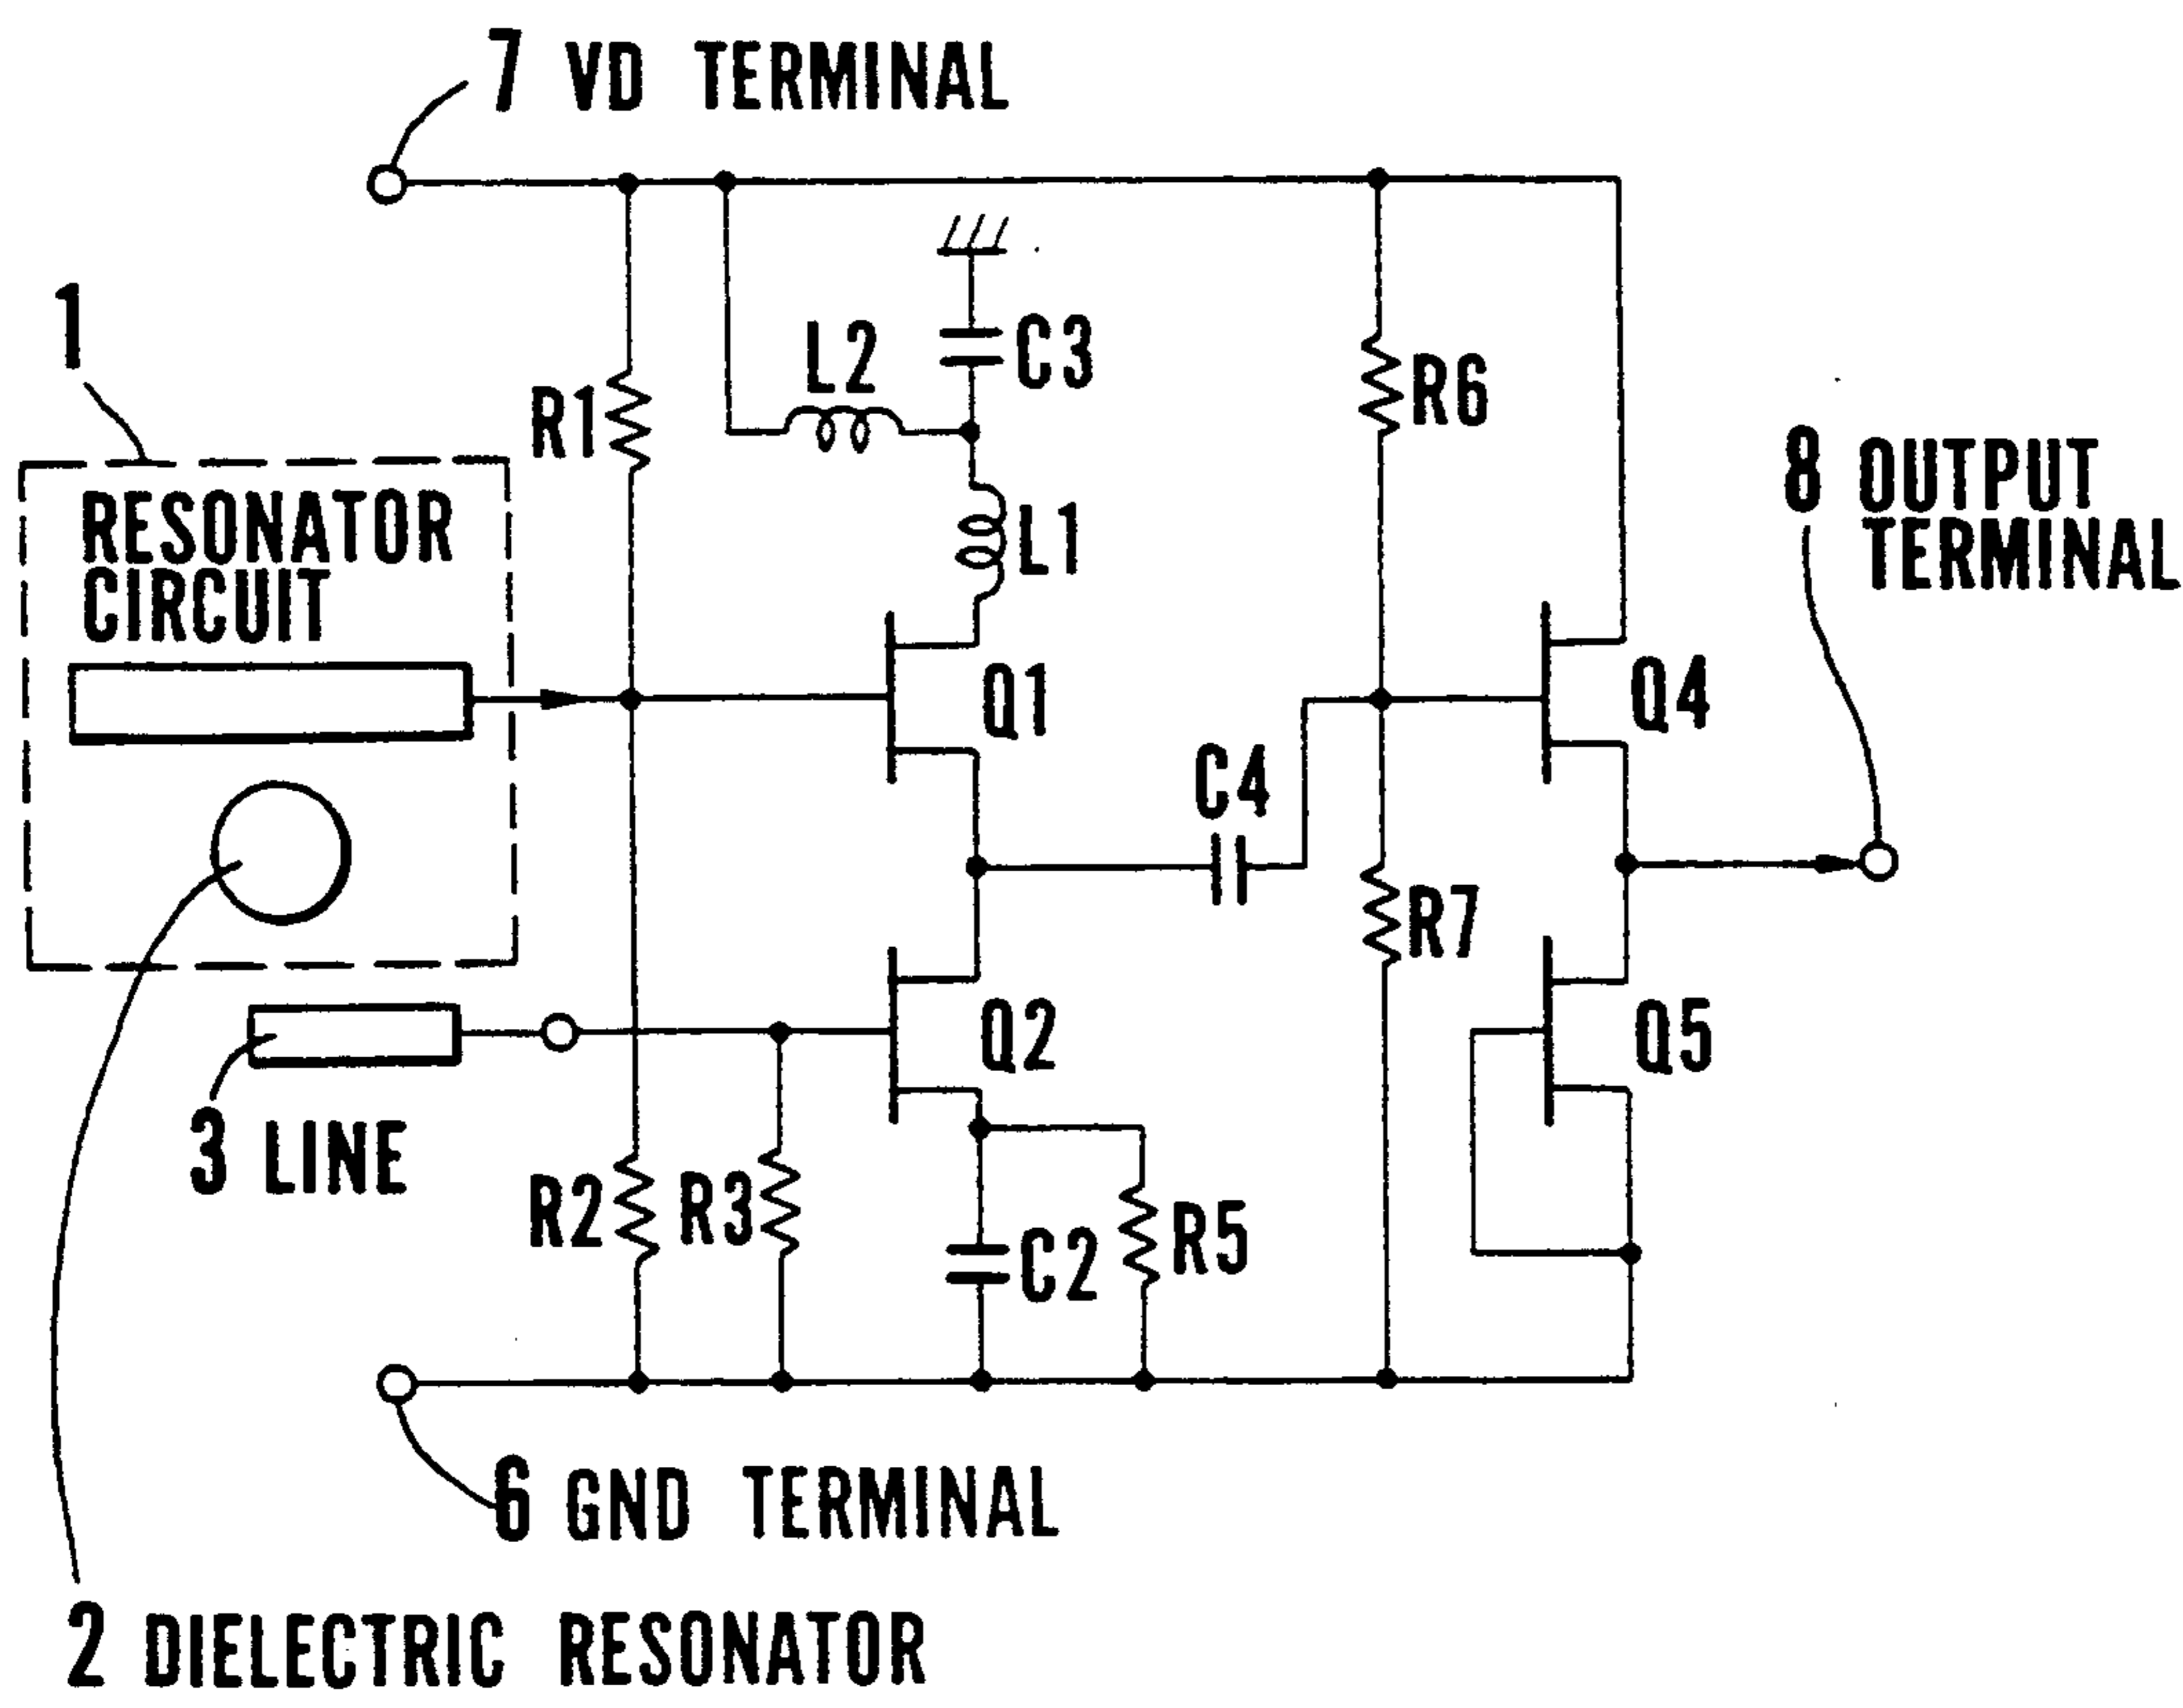 7 VD TERMINAL
1
L2
C3
R1
R6
8 OUTPUT
TERMINAL
RESONATOR
CIRCUIT
L1
Q1
Q4
C4
R7
Q2
Q5
3 LINE
R2
R3
C2
R5
6 GND TERMINAL
2 DIELECTRIC RESONATOR